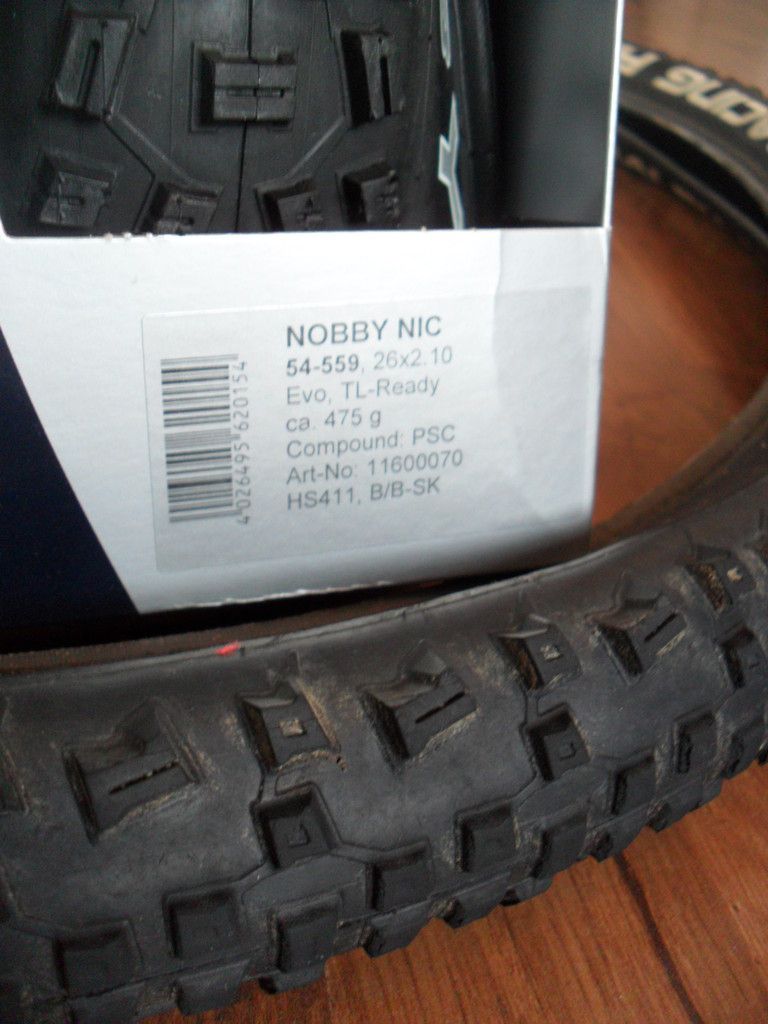 RACING R
NOBBY NIC
54-559, 26x2.10
Evo, TL-Ready
ca. 475 g
Compound: PSC
Art-No: 11600070
HS411, B/B-SK
4 026495 620154